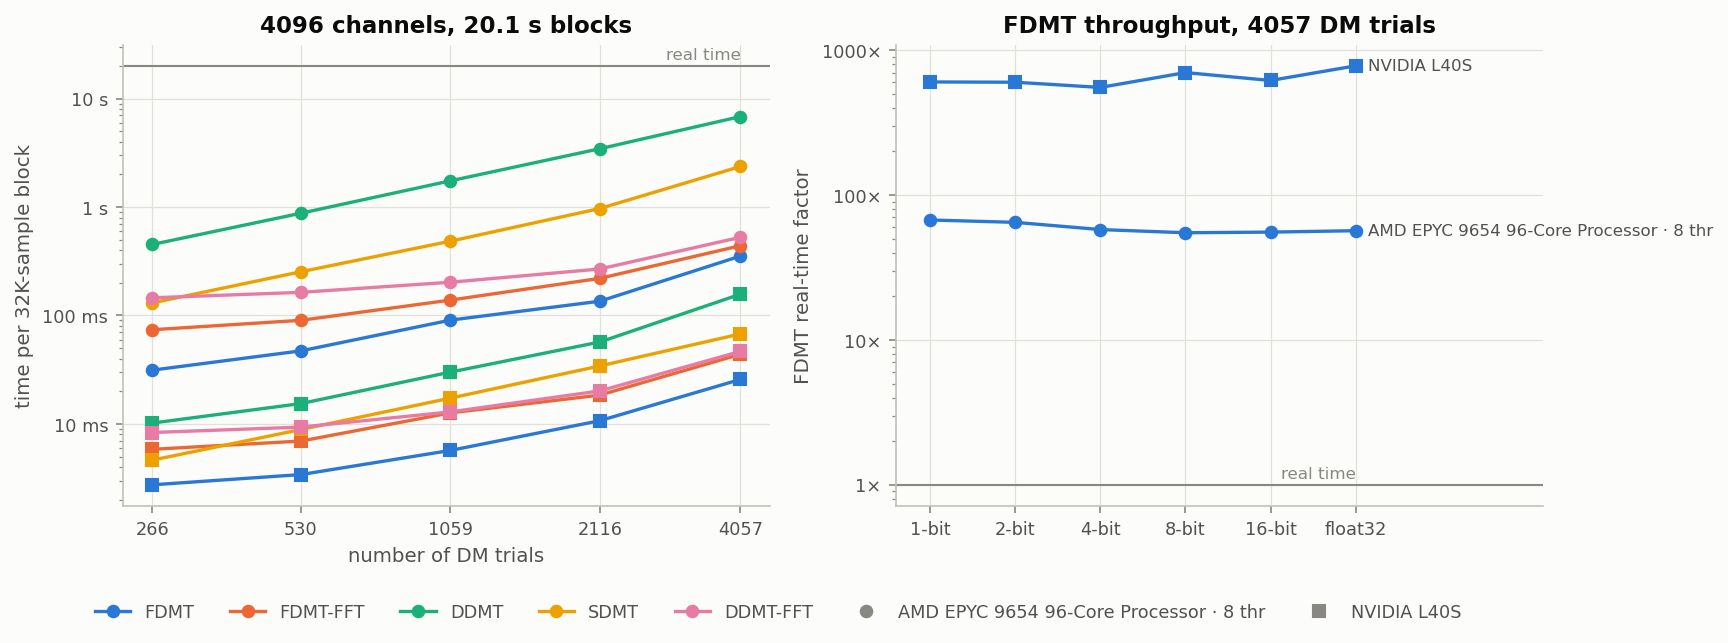 4096 channels, 20.1 s blocks
real time
10 s
1 s
100 ms
10 ms
time per 32K-sample block
266
530
1059
2116
4057
number of DM trials
FDMT throughput, 4057 DM trials
1000×
100×
10×
1×
FDMT real-time factor
NVIDIA L40S
AMD EPYC 9654 96-Core Processor · 8 thr
real time
1-bit
2-bit
4-bit
8-bit
16-bit
float32
FDMT
FDMT-FFT
DDMT
SDMT
DDMT-FFT
AMD EPYC 9654 96-Core Processor · 8 thr
NVIDIA L40S